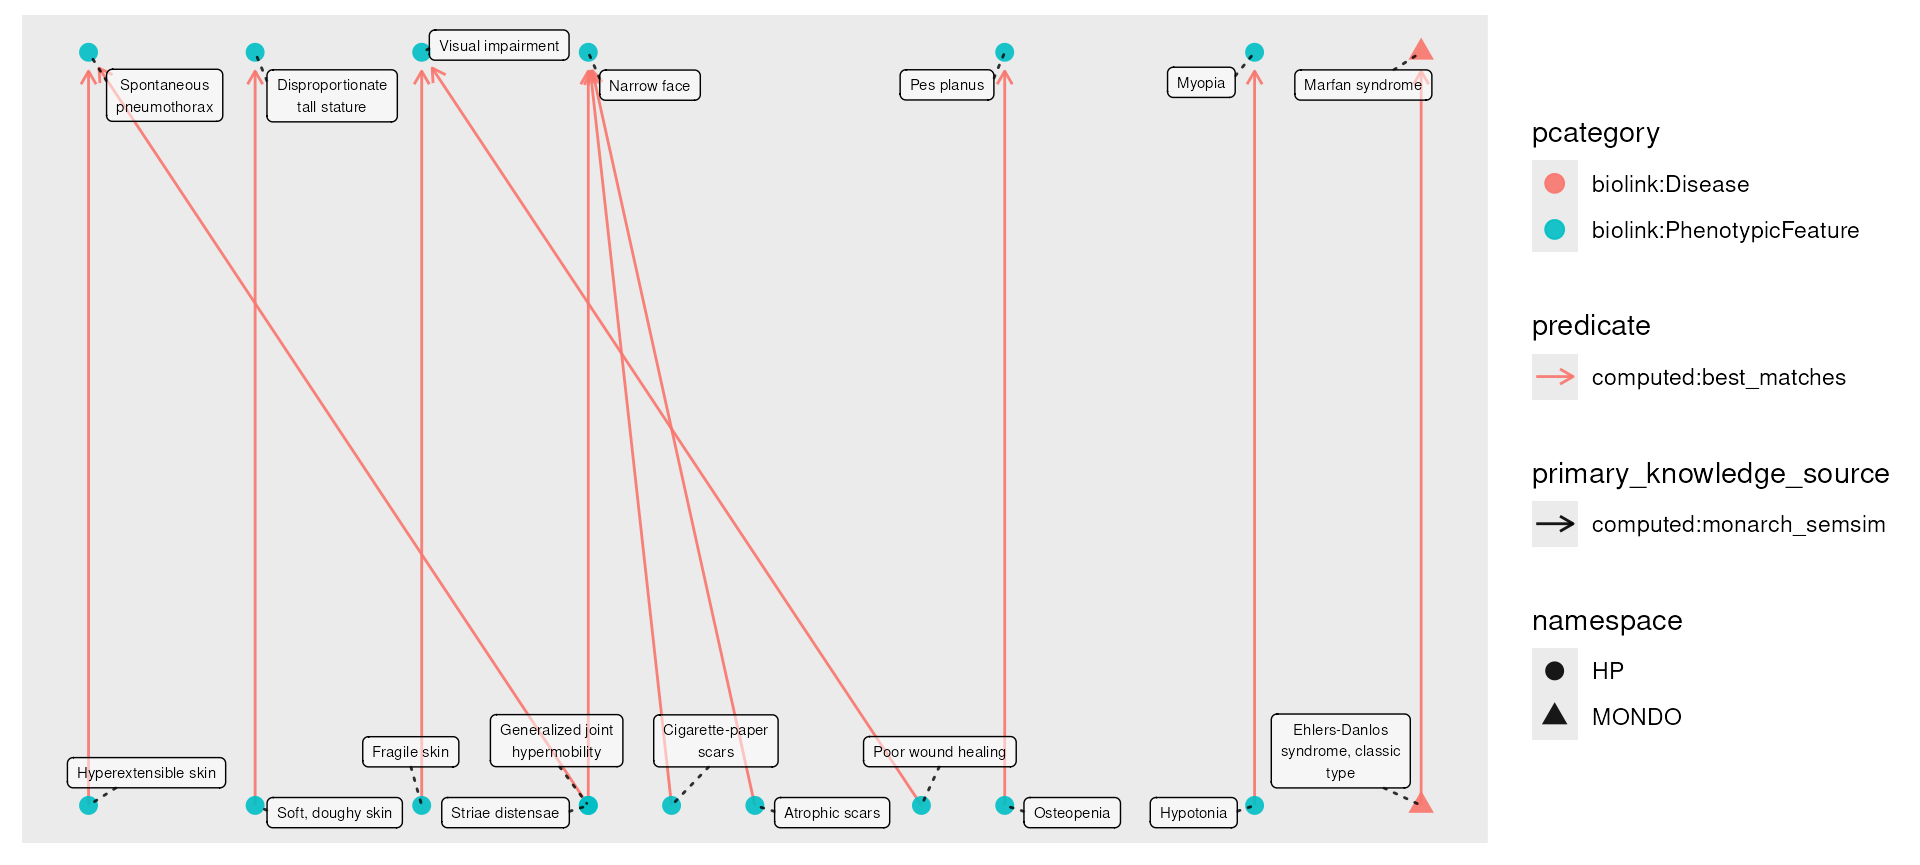 Visual impairment
Spontaneous
pneumothorax
Disproportionate
tall stature
Narrow face
Pes planus
Myopia
Marfan syndrome
Generalized joint
hypermobility
Cigarette-paper
scars
Ehlers-Danlos
syndrome, classic
type
Fragile skin
Poor wound healing
Hyperextensible skin
Soft, doughy skin
Striae distensae
Atrophic scars
Osteopenia
Hypotonia
pcategory
biolink:Disease
biolink:PhenotypicFeature
predicate
computed:best_matches
primary_knowledge_source
computed:monarch_semsim
namespace
HP
MONDO